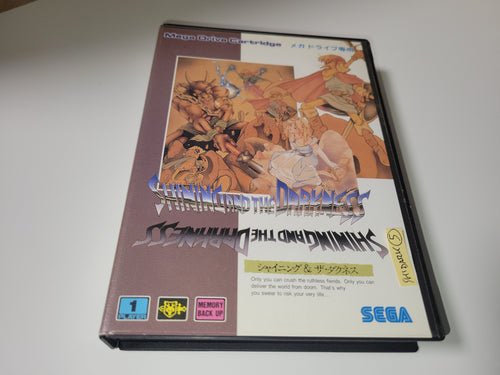 Mega Drive Cartridge
メガドライブ専用
SHINING AND THE DARKNESS
SHINING AND THE DARKNESS
シャイニング&ザ・ダクネス
Only you can crush the ruthless fiends. Only you can
deliver the world from doom. That's why
you swear to risk your very life...
1
PLAYER
MEMORY
BACK UP
SEGA